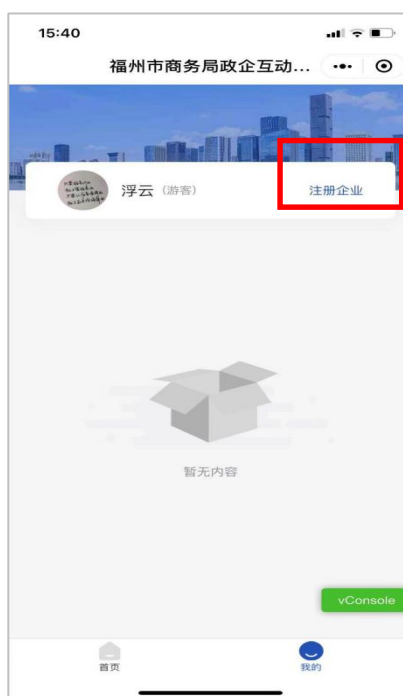 15:40
福州市商务局政企互动...
浮云（游客）
注册企业
暂无内容
vConsole
首页
我的